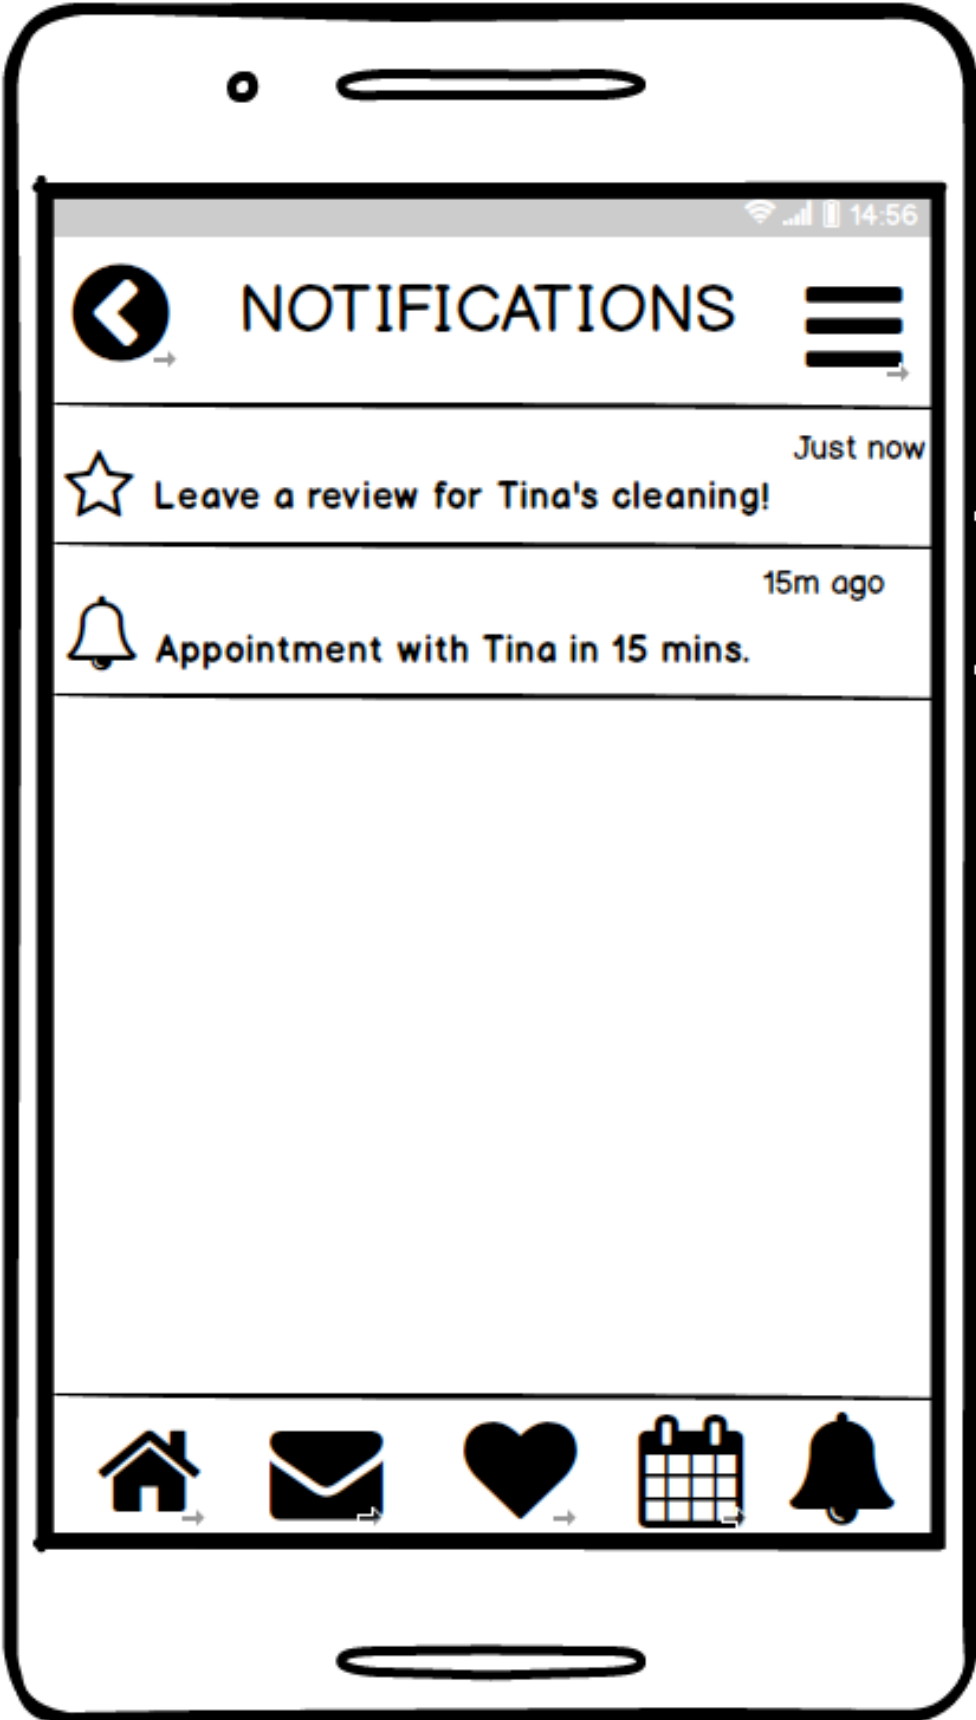 14:56
NOTIFICATIONS
Just now
Leave a review for Tina's cleaning!
15m ago
Appointment with Tina in 15 mins.